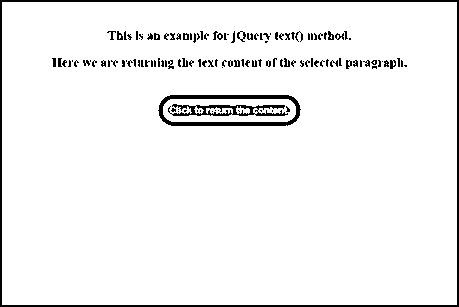 This is an example for jQuery text() method.
Here we are returning the text content of the selected paragraph.
Click to return the content